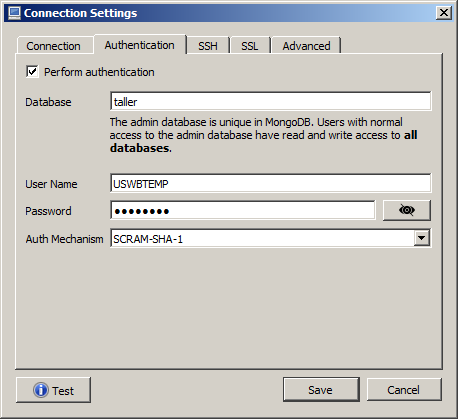 Connection Settings
Connection Authentication SSH SSL Advanced
Perform authentication
Database taller
The admin database is unique in MongoDB. Users with normal
access to the admin database have read and write access to all
databases.
User Name USWBTEMP
Password ●●●●●●●●
Auth Mechanism SCRAM-SHA-1
Test Save Cancel